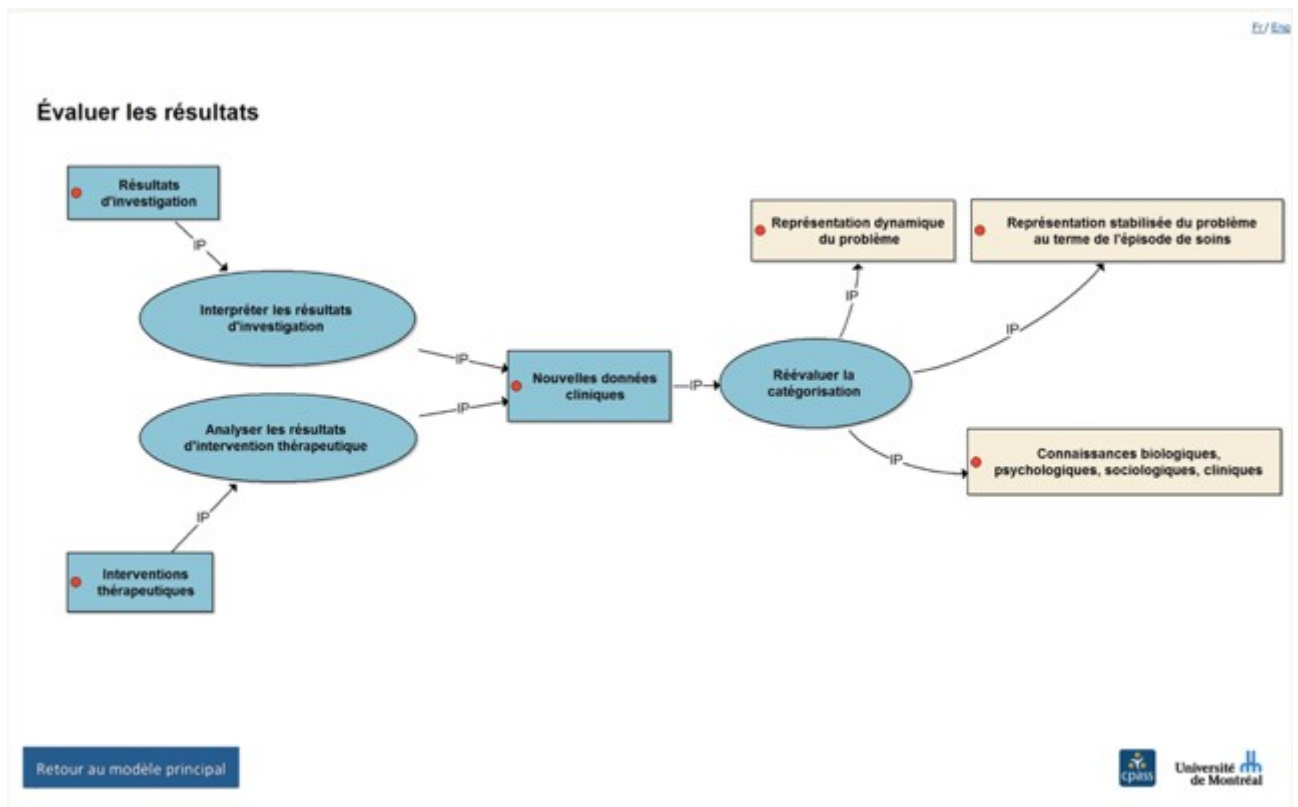 Fr / Eng
Évaluer les résultats
Résultats
d'investigation
IP
Interpréter les résultats
d'investigation
IP
Analyser les résultats
d'intervention thérapeutique
IP
IP
Interventions
thérapeutiques
Nouvelles données
cliniques
IP
Réévaluer la
catégorisation
IP
Représentation dynamique
du problème
IP
Représentation stabilisée du problème
au terme de l'épisode de soins
IP
Connaissances biologiques,
psychologiques, sociologiques, cliniques
Retour au modèle principal
cpass
Université
de Montréal